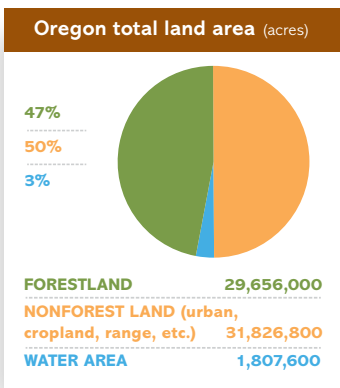 Oregon total land area (acres)
47%
50%
3%
FORESTLAND 29,656,000
NONFOREST LAND (urban,
cropland, range, etc.) 31,826,800
WATER AREA 1,807,600